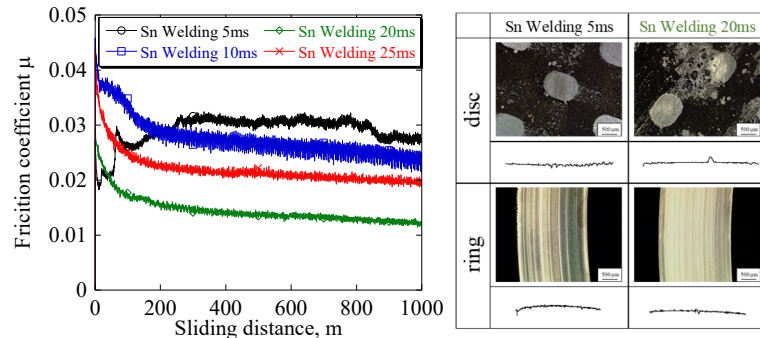 Sn Welding 5ms
Sn Welding 20ms
Sn Welding 10ms
Sn Welding 25ms
0.05
0.04
0.03
0.02
0.01
0
Friction coefficient μ
0 200 400 600 800 1000
Sliding distance, m
Sn Welding 5ms Sn Welding 20ms
disc
500μm
500μm
ring
500μm
500μm